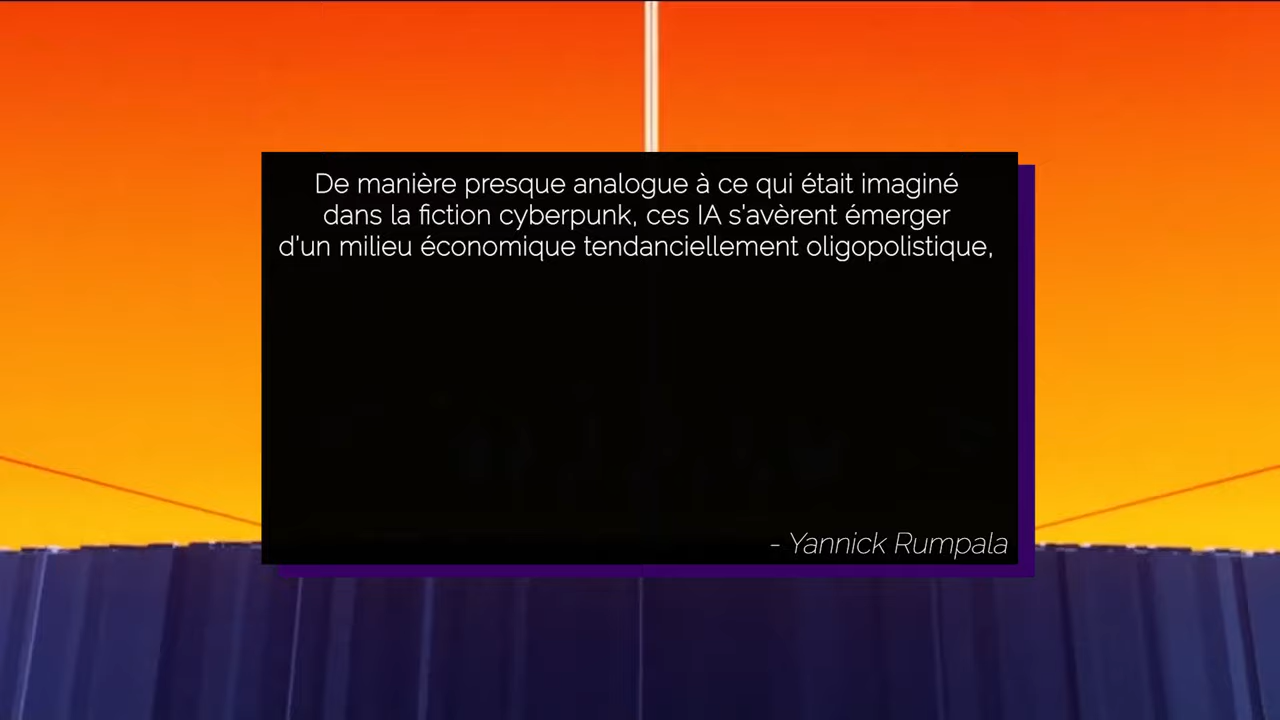 De manière presque analogue à ce qui était imaginé
dans la fiction cyberpunk, ces IA s'avèrent émerger
d'un milieu économique tendanciellement oligopolistique,
- Yannick Rumpala